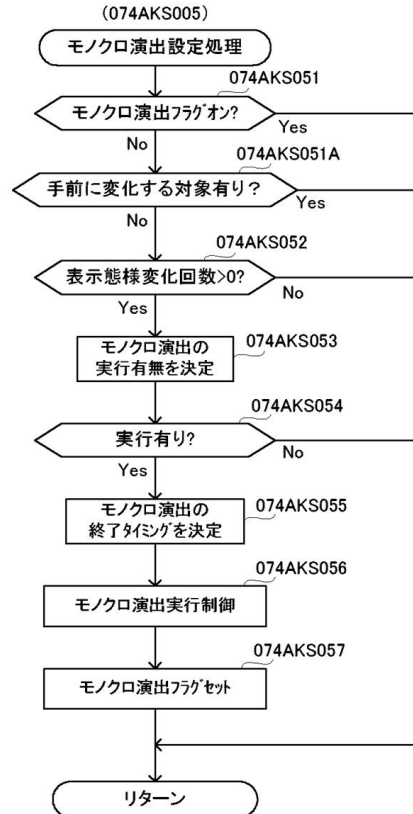 (074AKS005)
モノクロ演出設定処理
074AKS051
モノクロ演出フラグオン?
Yes
No
074AKS051A
手前に変化する対象有り？
Yes
No
074AKS052
表示態様変化回数>0?
No
Yes
074AKS053
モノクロ演出の
実行有無を決定
074AKS054
実行有り?
No
Yes
074AKS055
モノクロ演出の
終了タイミングを決定
074AKS056
モノクロ演出実行制御
074AKS057
モノクロ演出フラグセット
リターン